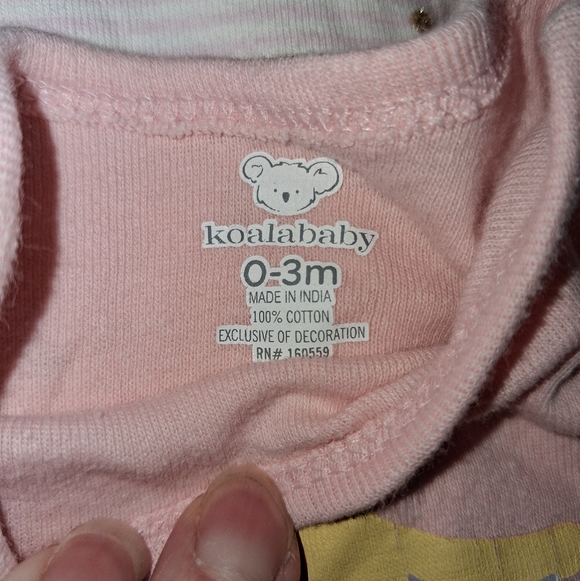 koalababy
0-3m
MADE IN INDIA
100% COTTON
EXCLUSIVE OF DECORATION
RN# 160559